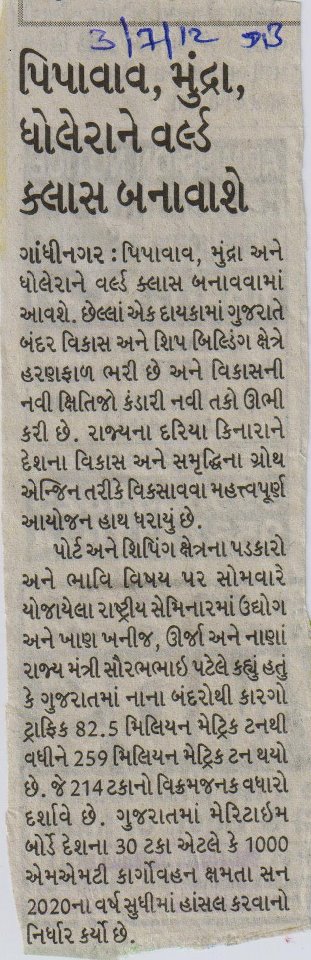 3/7/12
પિપાવાવ, મુંદ્રા,
ધોલેરાને વર્લ્ડ
ક્લાસ બનાવાશે
ગાંધીનગર : પિપાવાવ, મુંદ્રા અને
ધોલેરાને વર્લ્ડ ક્લાસ બનાવવામાં
આવશે. છેલ્લાં એક દાયકામાં ગુજરાતે
બંદર વિકાસ અને શિપ બિલ્ડિંગ ક્ષેત્રે
હરણફાળ ભરી છે અને વિકાસની
નવી ક્ષિતિજો કંડારી નવી તકો ઊભી
કરી છે. રાજ્યના દરિયા કિનારાને
દેશના વિકાસ અને સમૃદ્ધિના ગ્રોથ
એન્જિન તરીકે વિકસાવવા મહત્ત્વપૂર્ણ
આયોજન હાથ ધરાયું છે.
પોર્ટ અને શિપિંગ ક્ષેત્રના પડકારો
અને ભાવિ વિષય પર સોમવારે
યોજાયેલા રાષ્ટ્રીય સેમિનારમાં ઉદ્યોગ
અને ખાણ ખનીજ, ઊર્જા અને નાણાં
રાજ્ય મંત્રી સૌરભભાઇ પટેલે કહ્યું હતું
કે ગુજરાતમાં નાના બંદરોથી કારગો
ટ્રાફિક 82.5 મિલિયન મેટ્રિક ટનથી
વધીને 259 મિલિયન મેટ્રિક ટન થયો
છે. જે 214 ટકાનો વિક્રમજનક વધારો
દર્શાવે છે. ગુજરાતમાં મેરિટાઇમ
બોર્ડે દેશના 30 ટકા એટલે કે 1000
એમએમટી કાર્ગોવહન ક્ષમતા સન
2020ના વર્ષ સુધીમાં હાંસલ કરવાનો
નિર્ધાર કર્યો છે.